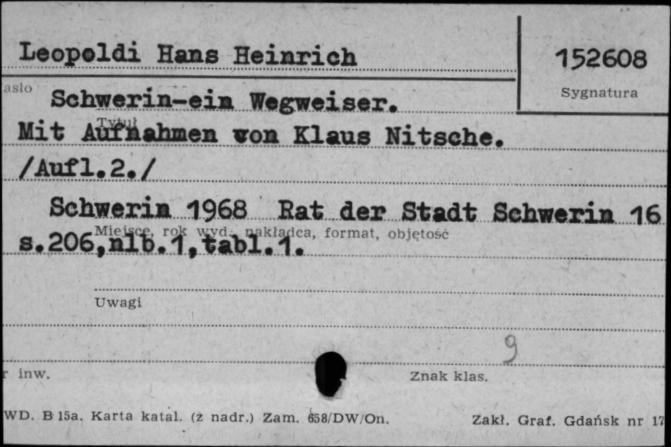 Leopoldi Hans Heinrich
152608
Sygnatura
asło
Schwerin-ein Wegweiser.
Tytuł
Mit Aufnahmen von Klaus Nitsche.
/Aufl.2./
Schwerin 1968 Rat der Stadt Schwerin 16
Miejsce, rok wyd., nakładca, format, objętość
s.206,nlb.1,tabl.1.
Uwagi
9
r inw.
Znak klas.
WD. B 15a. Karta katal. (z nadr.) Zam. 658/DW/On.
Zakł. Graf. Gdańsk nr 17